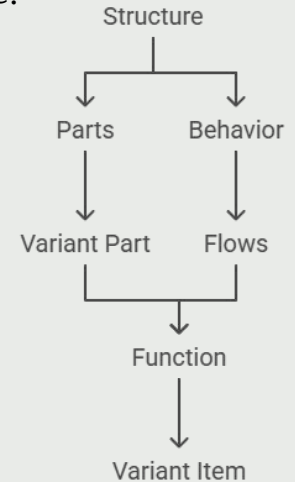 Structure
Parts Behavior
Variant Part Flows
Function
Variant Item